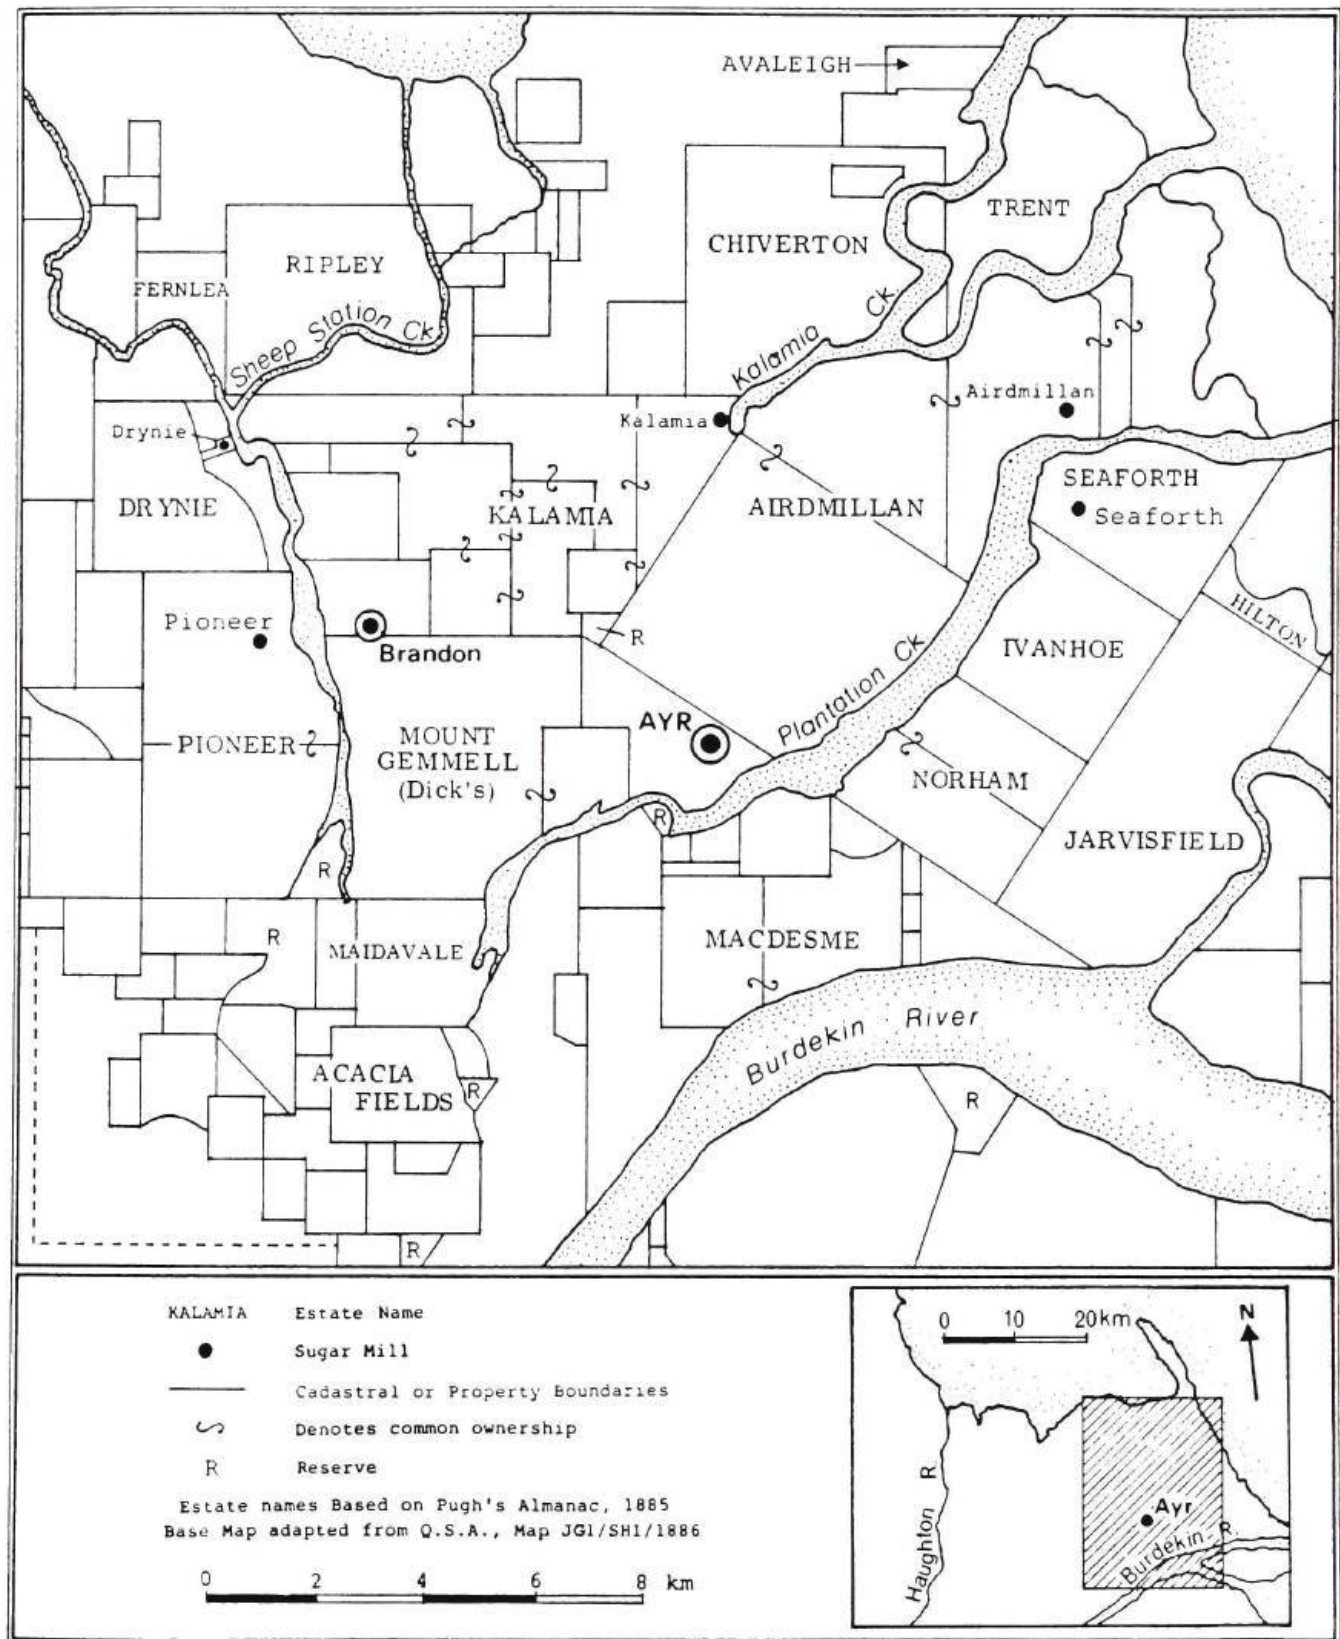 AVALEIGH
TRENT
CHIVERTON
RIPLEY
FERNLEA
Sheep Station Ck
Kalamia Ck
Airdmillan
Kalamia
Drynie
SEAFORTH
Seaforth
DRYNIE
KALAMIA
AIRDMILLAN
HILTON
Pioneer
R
Brandon
IVANHOE
Plantation Ck
AYR
PIONEER
MOUNT
GEMMELL
(Dick's)
NORHAM
R
JARVISFIELD
R
R
MAIDAVALE
MACDESME
Burdekin River
ACACIA
FIELDS
R
R
R
KALAMIA Estate Name
Sugar Mill
Cadastral or Property Boundaries
Denotes common ownership
R Reserve
Estate names Based on Pugh's Almanac, 1885
Base Map adapted from Q.S.A., Map JG1/SH1/1886
0 2 4 6 8 km
0 10 20km
N
Haughton R
Ayr
Burdekin R.